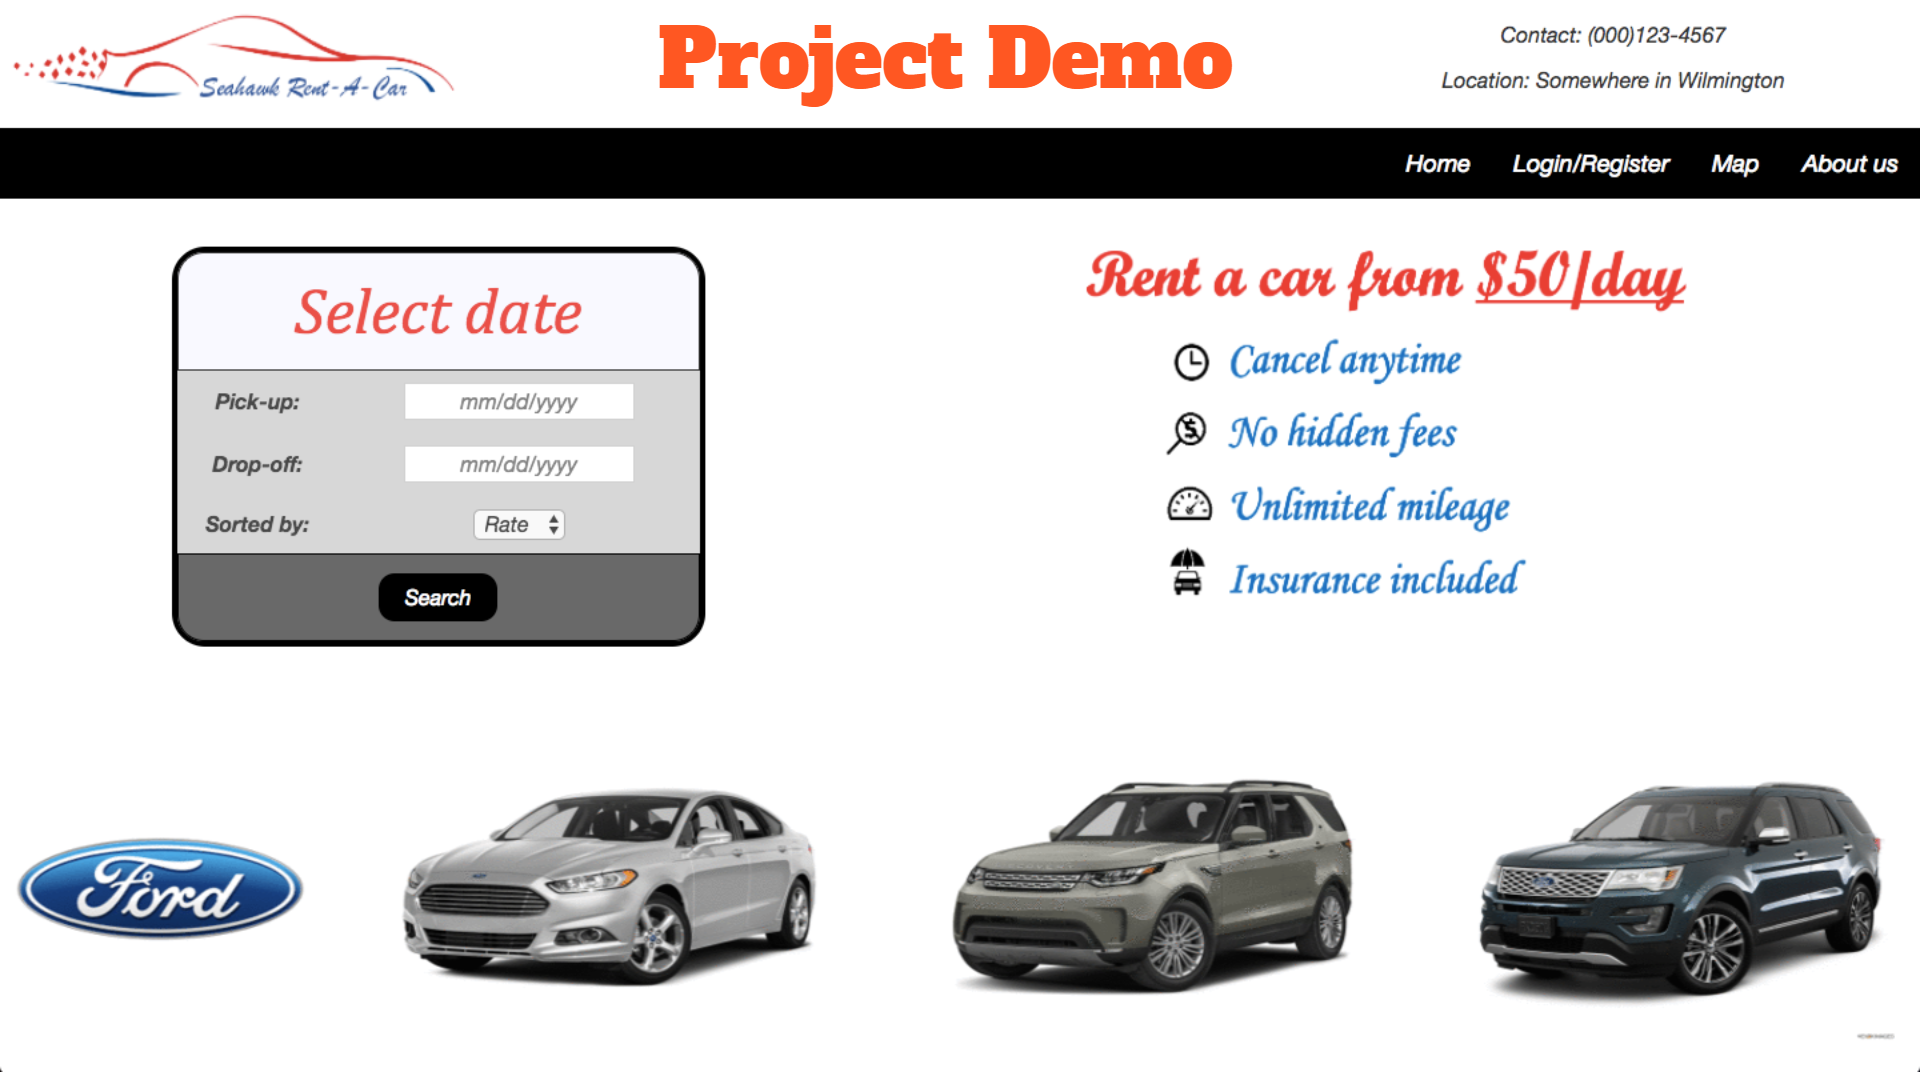 Seahawk Rent-A-Car
Project Demo
Contact: (000)123-4567
Location: Somewhere in Wilmington
Home Login/Register Map About us
Select date
Pick-up: mm/dd/yyyy
Drop-off: mm/dd/yyyy
Sorted by: Rate
Search
Rent a car from $50/day
Cancel anytime
No hidden fees
Unlimited mileage
Insurance included
Ford